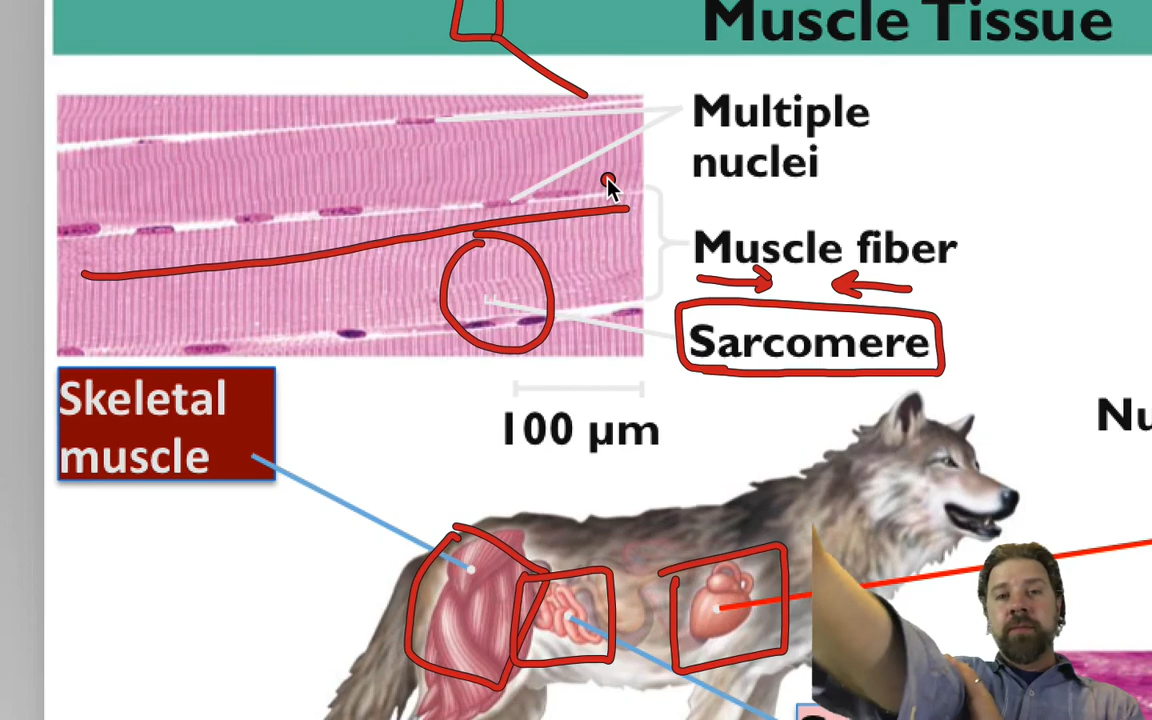 Muscle Tissue
Multiple
nuclei
Muscle fiber
Sarcomere
Skeletal
muscle
100 µm